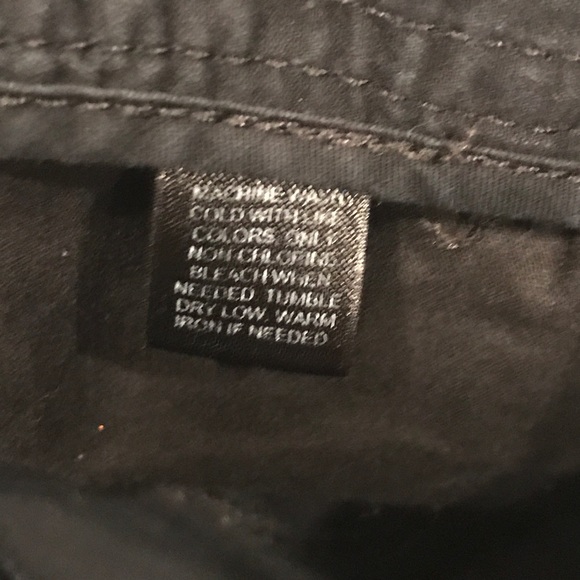 MACHINE WASH
COLD WITH LIKE
COLORS. ONLY
NON-CHLORINE
BLEACH WHEN
NEEDED. TUMBLE
DRY LOW. WARM
IRON IF NEEDED